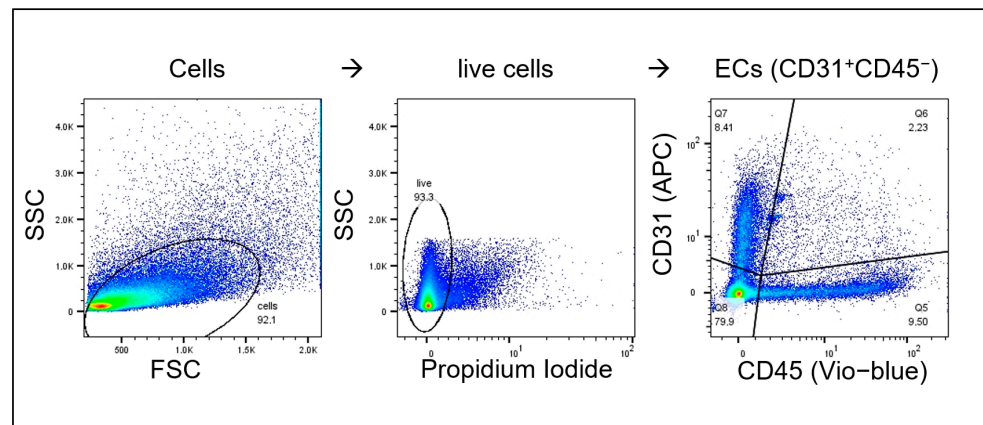 Cells → live cells → ECs (CD31⁺CD45⁻)
SSC
4.0K
3.0K
2.0K
1.0K
0
cells
92.1
500
1.0K
1.5K
2.0K
FSC
SSC
4.0K
3.0K
2.0K
1.0K
0
live
93.3
0
10¹
10²
Propidium Iodide
CD31 (APC)
10²
10¹
0
Q7
8.41
Q6
2.23
Q8
79.9
Q5
9.50
0
10¹
10²
CD45 (Vio−blue)